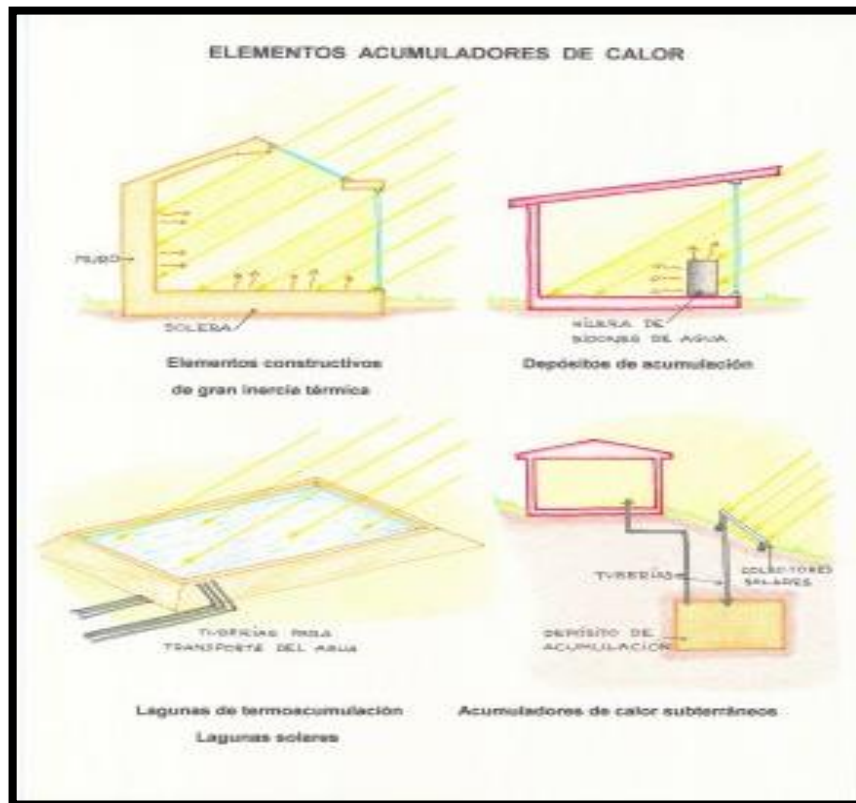 ELEMENTOS ACUMULADORES DE CALOR
MURO
SOLERA
Elementos constructivos
de gran inercia térmica
HILERA DE
BIDONES DE AGUA
Depósitos de acumulación
TUBERÍAS PARA
TRANSPORTE DEL AGUA
Lagunas de termoacumulación
Lagunas solares
TUBERÍAS
COLECTORES
SOLARES
DEPÓSITO DE
ACUMULACIÓN
Acumuladores de calor subterráneos